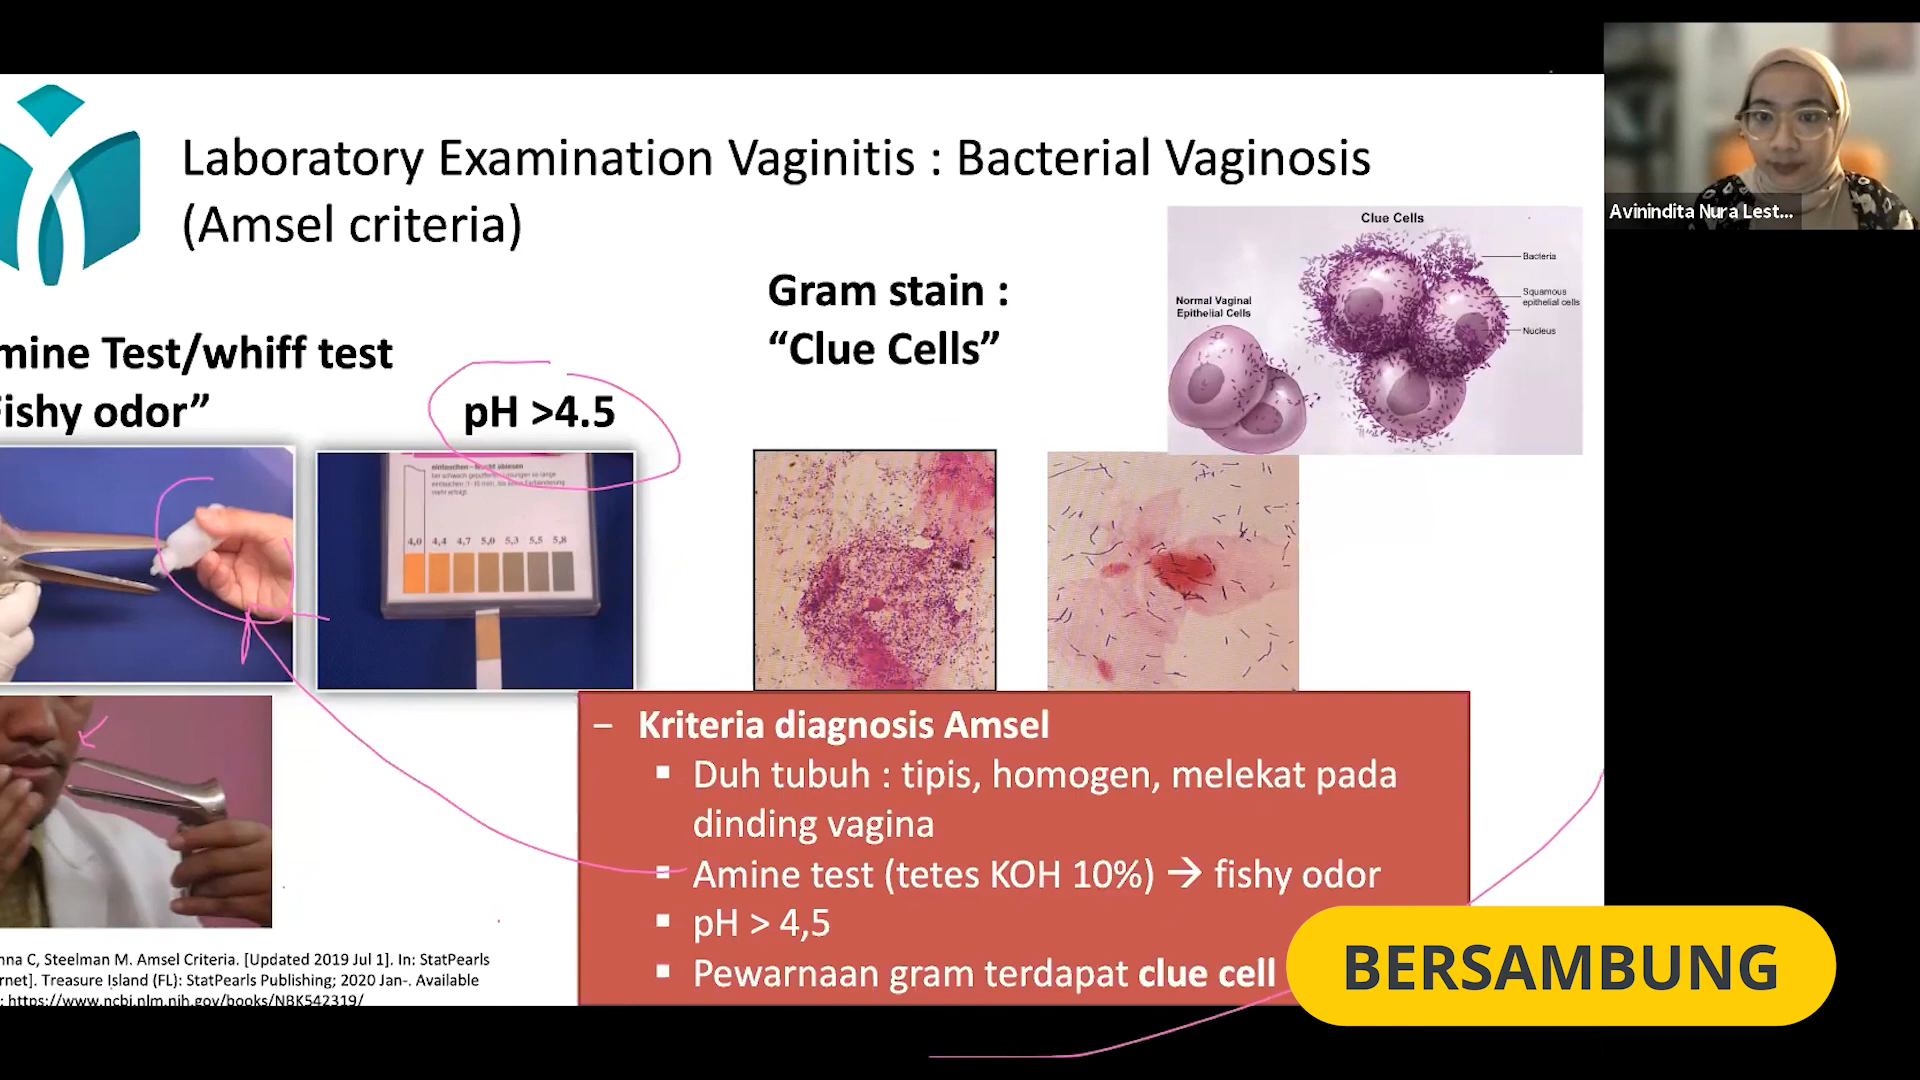 Laboratory Examination Vaginitis : Bacterial Vaginosis
(Amsel criteria)
Avinindita Nura Lest...
mine Test/whiff test
ishy odor”
pH >4.5
Gram stain :
“Clue Cells”
Clue Cells
Bacteria
Squamous
epithelial cells
Nucleus
Normal Vaginal
Epithelial Cells
4,0 4,4 4,7 5,0 5,3 5,5 5,8
– Kriteria diagnosis Amsel
▪ Duh tubuh : tipis, homogen, melekat pada
dinding vagina
▪ Amine test (tetes KOH 10%) → fishy odor
▪ pH > 4,5
▪ Pewarnaan gram terdapat clue cell
BERSAMBUNG
nna C, Steelman M. Amsel Criteria. [Updated 2019 Jul 1]. In: StatPearls
rnet]. Treasure Island (FL): StatPearls Publishing; 2020 Jan-. Available
: https://www.ncbi.nlm.nih.gov/books/NBK542319/